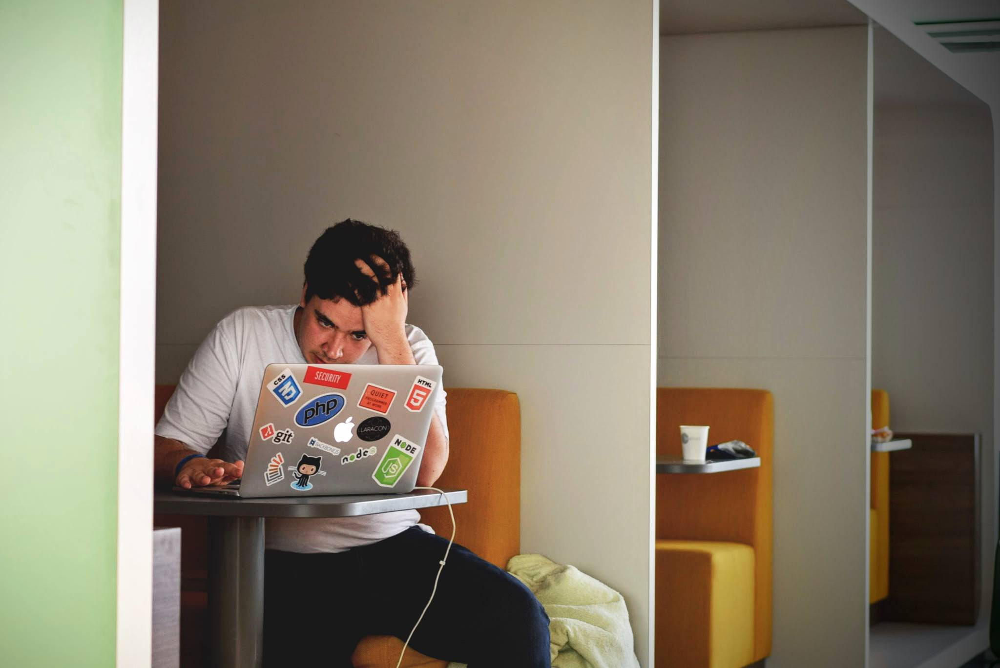 CSS
SECURITY
QUIET
PROGRAMMER
AT WORK
HTML
5
php
LARACON
git
BACKBONE.JS
node
NODE
JS